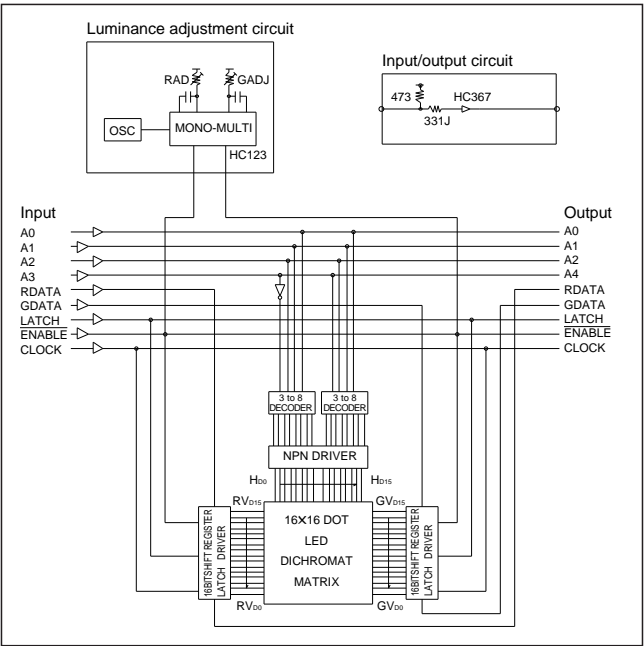 Luminance adjustment circuit
RAD
GADJ
OSC
MONO-MULTI
HC123
Input/output circuit
473
HC367
331J
Input
Output
A0
A0
A1
A1
A2
A2
A3
A4
RDATA
RDATA
GDATA
GDATA
LATCH
LATCH
ENABLE
ENABLE
CLOCK
CLOCK
3 to 8
DECODER
3 to 8
DECODER
NPN DRIVER
HD0
HD15
RVD15
GVD15
16BITSHIFT REGISTER
LATCH DRIVER
16×16 DOT
LED
DICHROMAT
MATRIX
16BITSHIFT REGISTER
LATCH DRIVER
RVD0
GVD0